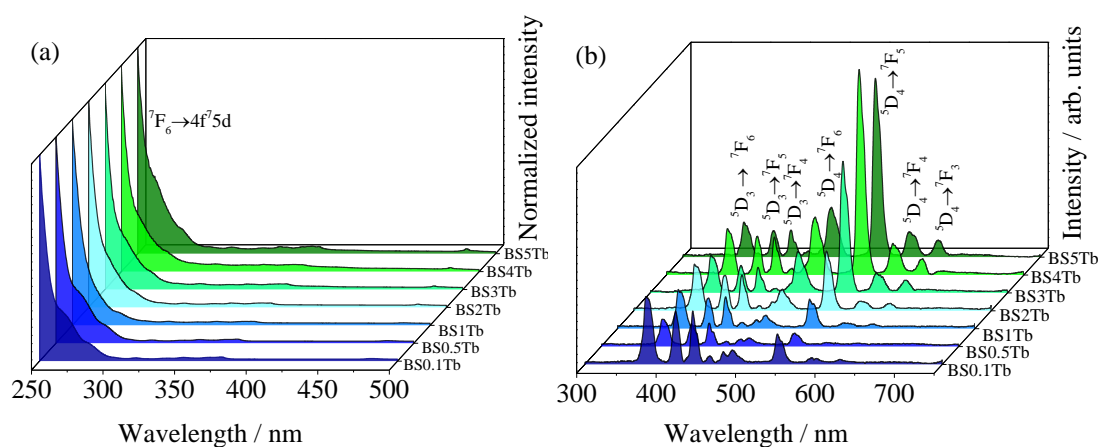 (a)
⁷F₆→4f⁷5d
Normalized intensity
BS5Tb
BS4Tb
BS3Tb
BS2Tb
BS1Tb
BS0.5Tb
BS0.1Tb
250 300 350 400 450 500
Wavelength / nm
(b)
⁵D₃→⁷F₆
⁵D₃→⁷F₅
⁵D₃→⁷F₄
⁵D₄→⁷F₆
⁵D₄→⁷F₅
⁵D₄→⁷F₄
⁵D₄→⁷F₃
Intensity / arb. units
BS5Tb
BS4Tb
BS3Tb
BS2Tb
BS1Tb
BS0.5Tb
BS0.1Tb
300 400 500 600 700
Wavelength / nm